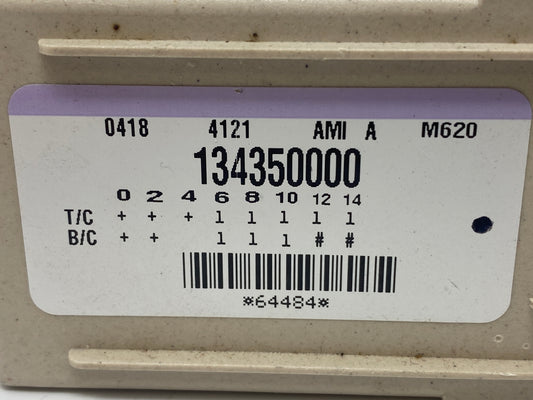 0418 4121 AMI A M620
134350000
0 2 4 6 8 10 12 14
T/C + + + 1 1 1 1 1
B/C + + 1 1 1 # #
*64484*